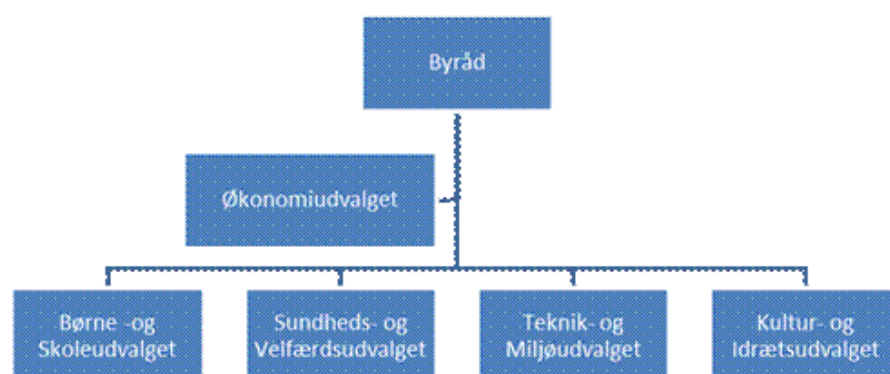 Byråd
Økonomiudvalget
Børne -og
Skoleudvalget
Sundheds- og
Velfærdsudvalget
Teknik- og
Miljøudvalget
Kultur- og
Idrætsudvalget